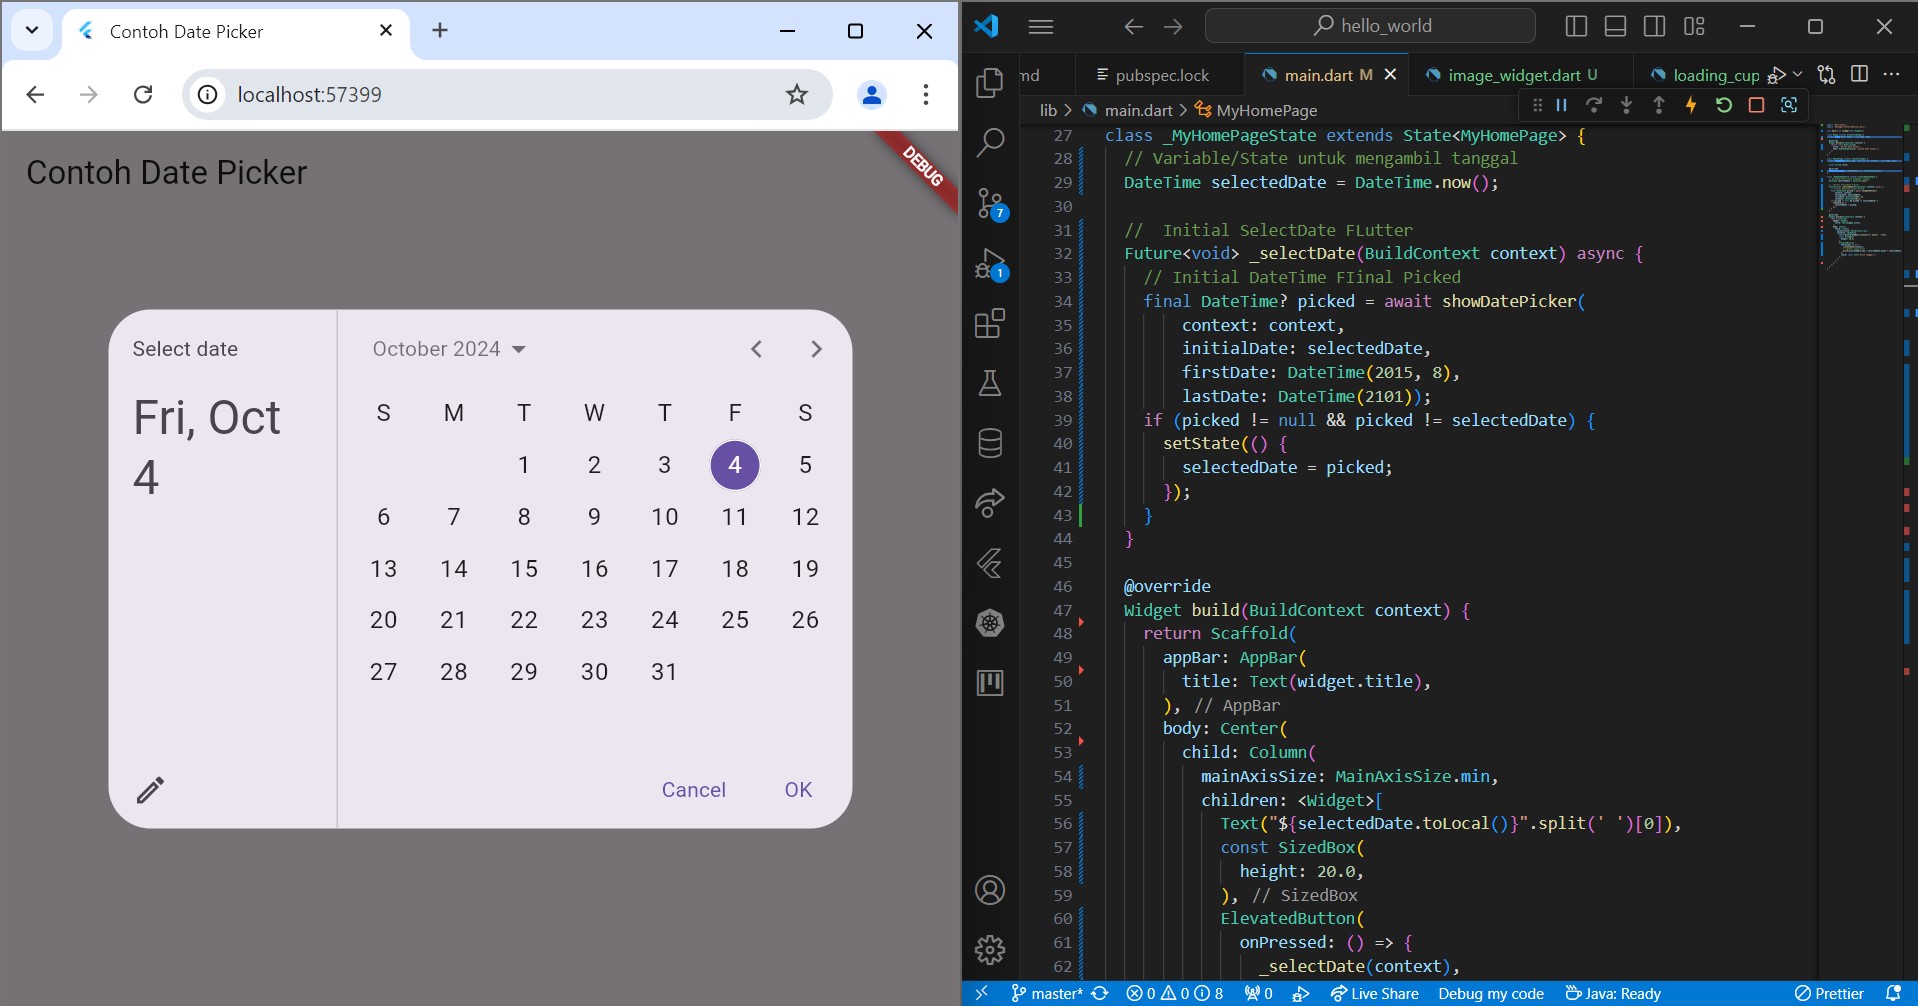 Contoh Date Picker
localhost:57399
Contoh Date Picker
DEBUG
Select date
Fri, Oct
4
October 2024
S M T W T F S
1 2 3 4 5
6 7 8 9 10 11 12
13 14 15 16 17 18 19
20 21 22 23 24 25 26
27 28 29 30 31
Cancel OK
hello_world
md pubspec.lock main.dart M image_widget.dart U loading_cup
lib > main.dart > MyHomePage
7
1
27 class _MyHomePageState extends State<MyHomePage> {
28 // Variable/State untuk mengambil tanggal
29 DateTime selectedDate = DateTime.now();
30
31 //  Initial SelectDate FLutter
32 Future<void> _selectDate(BuildContext context) async {
33 // Initial DateTime FIinal Picked
34 final DateTime? picked = await showDatePicker(
35 context: context,
36 initialDate: selectedDate,
37 firstDate: DateTime(2015, 8),
38 lastDate: DateTime(2101));
39 if (picked != null && picked != selectedDate) {
40 setState(() {
41 selectedDate = picked;
42 });
43 }
44 }
45
46 @override
47 Widget build(BuildContext context) {
48 return Scaffold(
49 appBar: AppBar(
50 title: Text(widget.title),
51 ), // AppBar
52 body: Center(
53 child: Column(
54 mainAxisSize: MainAxisSize.min,
55 children: <Widget>[
56 Text("${selectedDate.toLocal()}".split(' ')[0]),
57 const SizedBox(
58 height: 20.0,
59 ), // SizedBox
60 ElevatedButton(
61 onPressed: () => {
62 _selectDate(context),
master* 0 0 8 0 Live Share Debug my code Java: Ready Prettier